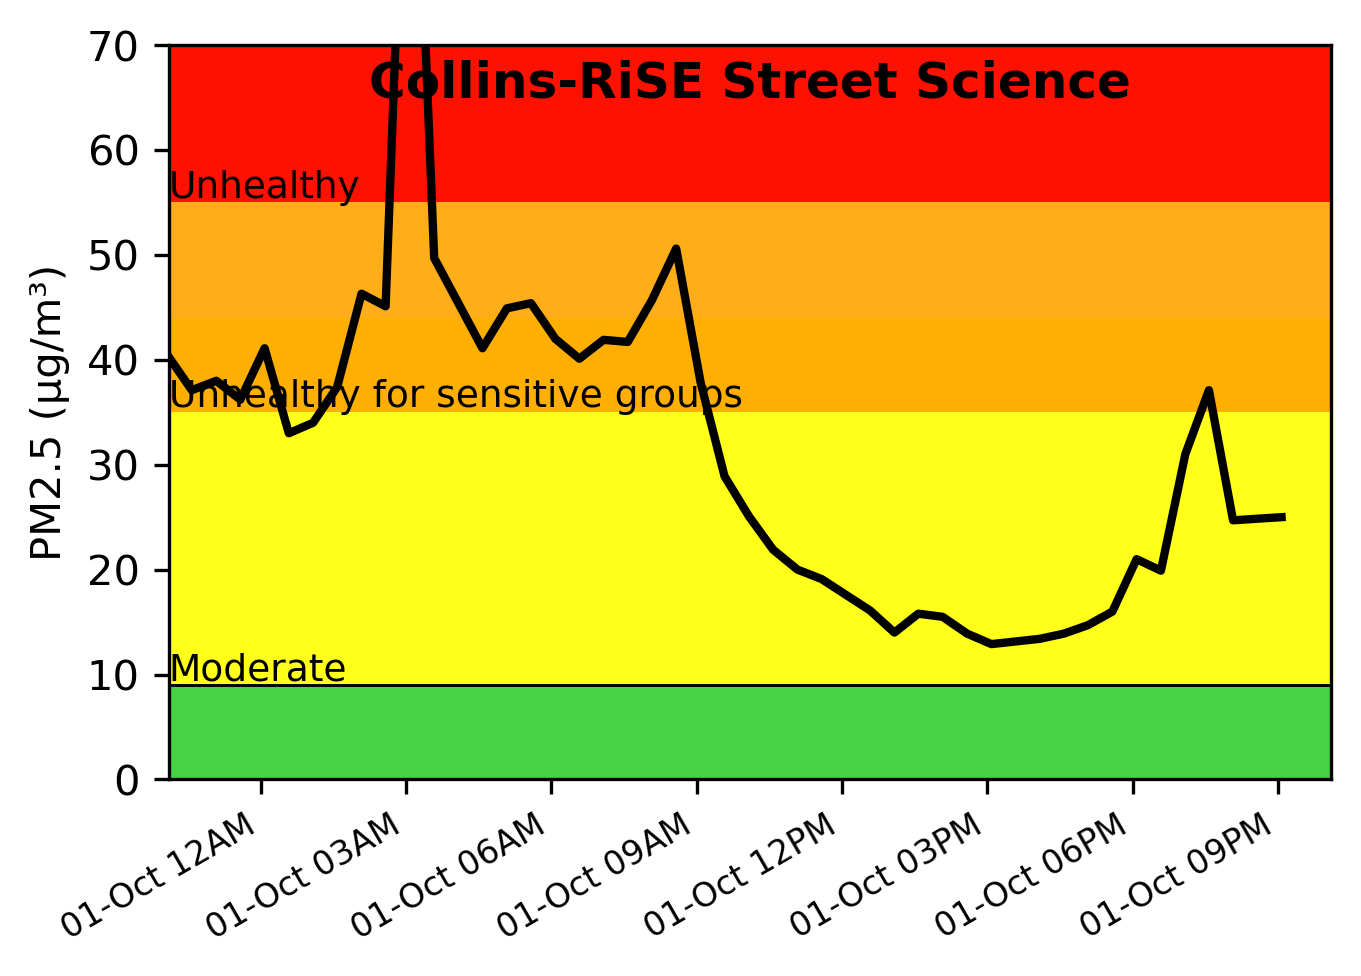 Collins-RiSE Street Science
70
60
Unhealthy
50
40
Unhealthy for sensitive groups
30
20
Moderate
10
0
PM2.5 (µg/m³)
01-Oct 12AM
01-Oct 03AM
01-Oct 06AM
01-Oct 09AM
01-Oct 12PM
01-Oct 03PM
01-Oct 06PM
01-Oct 09PM